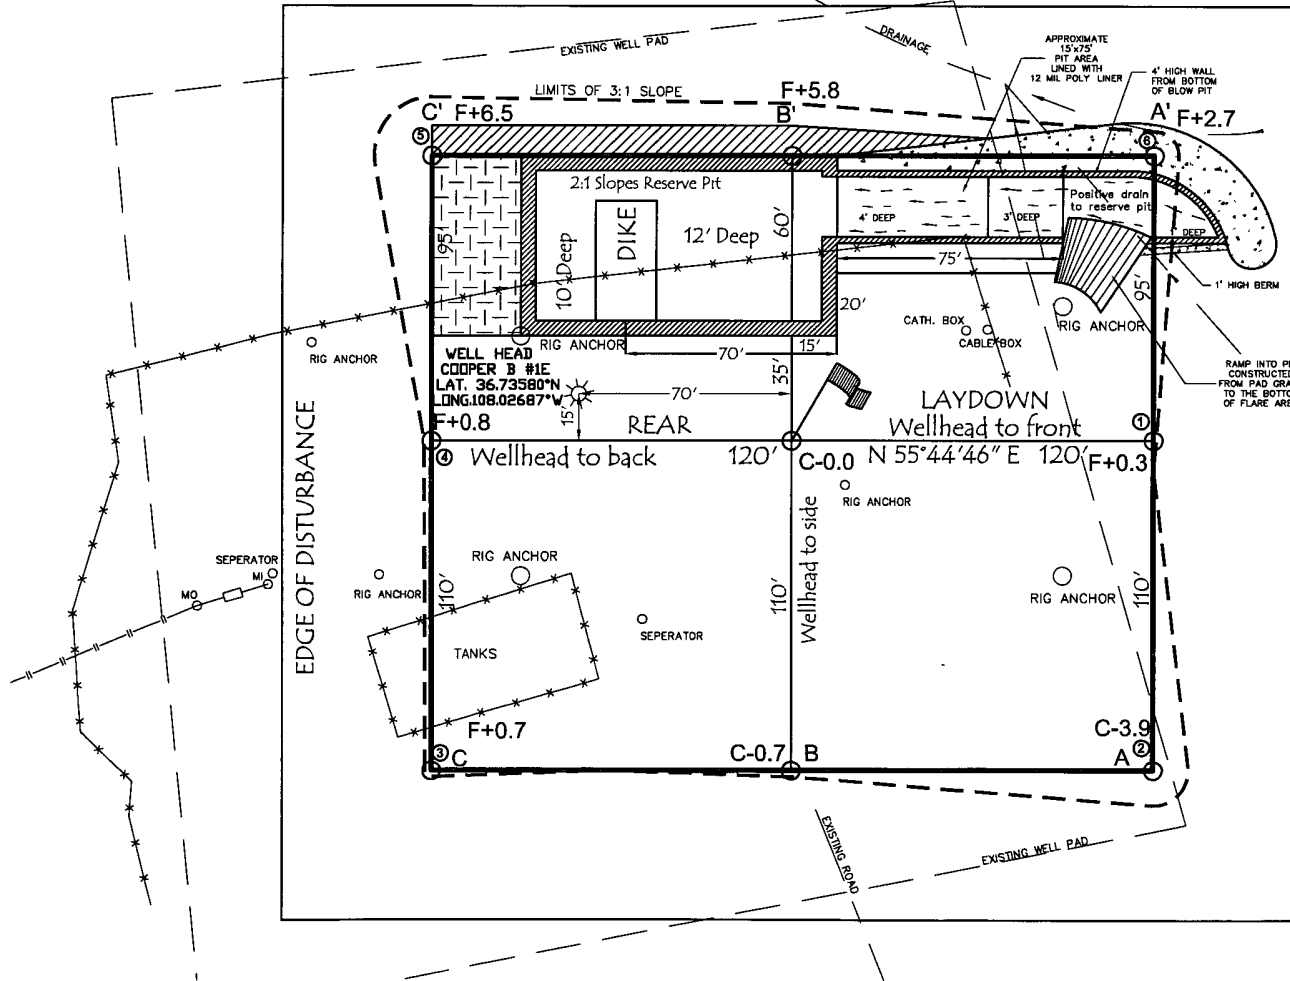 EXISTING WELL PAD
DRAINAGE
APPROXIMATE
15'x75'
PIT AREA
LINED WITH
12 MIL POLY LINER
4' HIGH WALL
FROM BOTTOM
OF BLOW PIT
LIMITS OF 3:1 SLOPE
F+5.8
B'
C' F+6.5
A' F+2.7
5
6
2:1 Slopes Reserve Pit
DIKE
12' Deep
10' Deep
60'
95'
4' DEEP
3' DEEP
Positive drain
to reserve pit
DEEP
75'
20'
95'
1' HIGH BERM
CATH. BOX
CABLE BOX
RIG ANCHOR
RIG ANCHOR
RIG ANCHOR
70'
15'
35'
WELL HEAD
COOPER B #1E
LAT. 36.73580°N
LONG.108.02687°W
70'
15'
RAMP INTO PI
CONSTRUCTED
FROM PAD GRA
TO THE BOTTO
OF FLARE ARE
F+0.8
REAR
LAYDOWN
Wellhead to front
1
4
Wellhead to back
120'
C-0.0
N 55°44'46" E
120'
F+0.3
RIG ANCHOR
EDGE OF DISTURBANCE
Wellhead to side
SEPERATOR
MI
MO
RIG ANCHOR
RIG ANCHOR
RIG ANCHOR
110'
110'
110'
SEPERATOR
TANKS
F+0.7
C-3.9
3
C
C-0.7
B
A
2
EXISTING ROAD
EXISTING WELL PAD